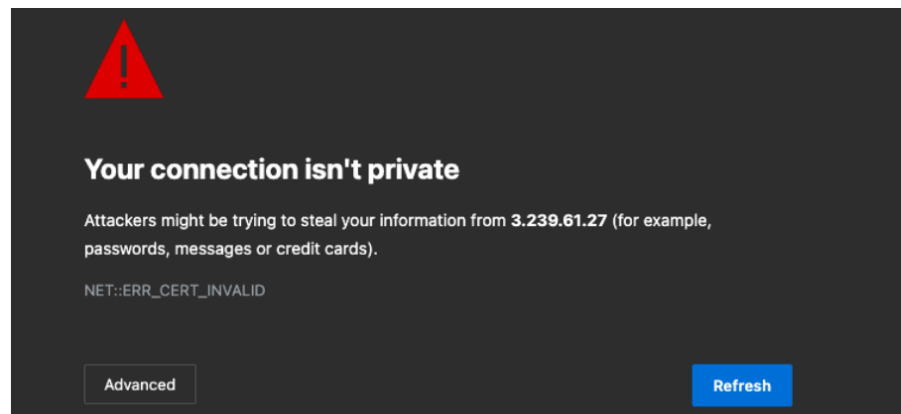 Your connection isn't private
Attackers might be trying to steal your information from 3.239.61.27 (for example,
passwords, messages or credit cards).
NET::ERR_CERT_INVALID
Advanced
Refresh